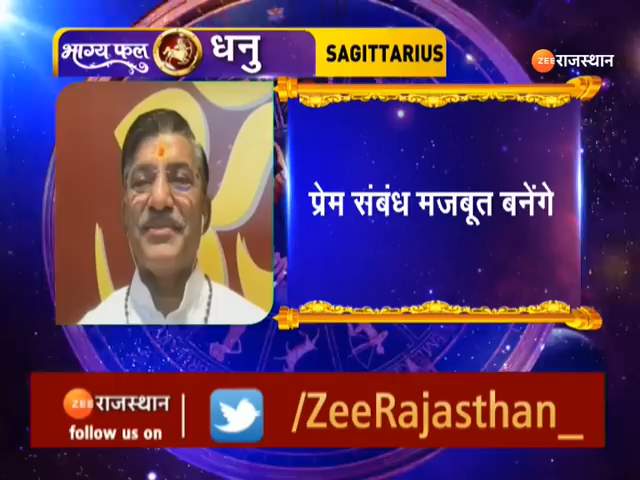 भाग्य फल धनु SAGITTARIUS
ZEE राजस्थान
प्रेम संबंध मजबूत बनेंगे
ZEE राजस्थान
follow us on
/ZeeRajasthan_